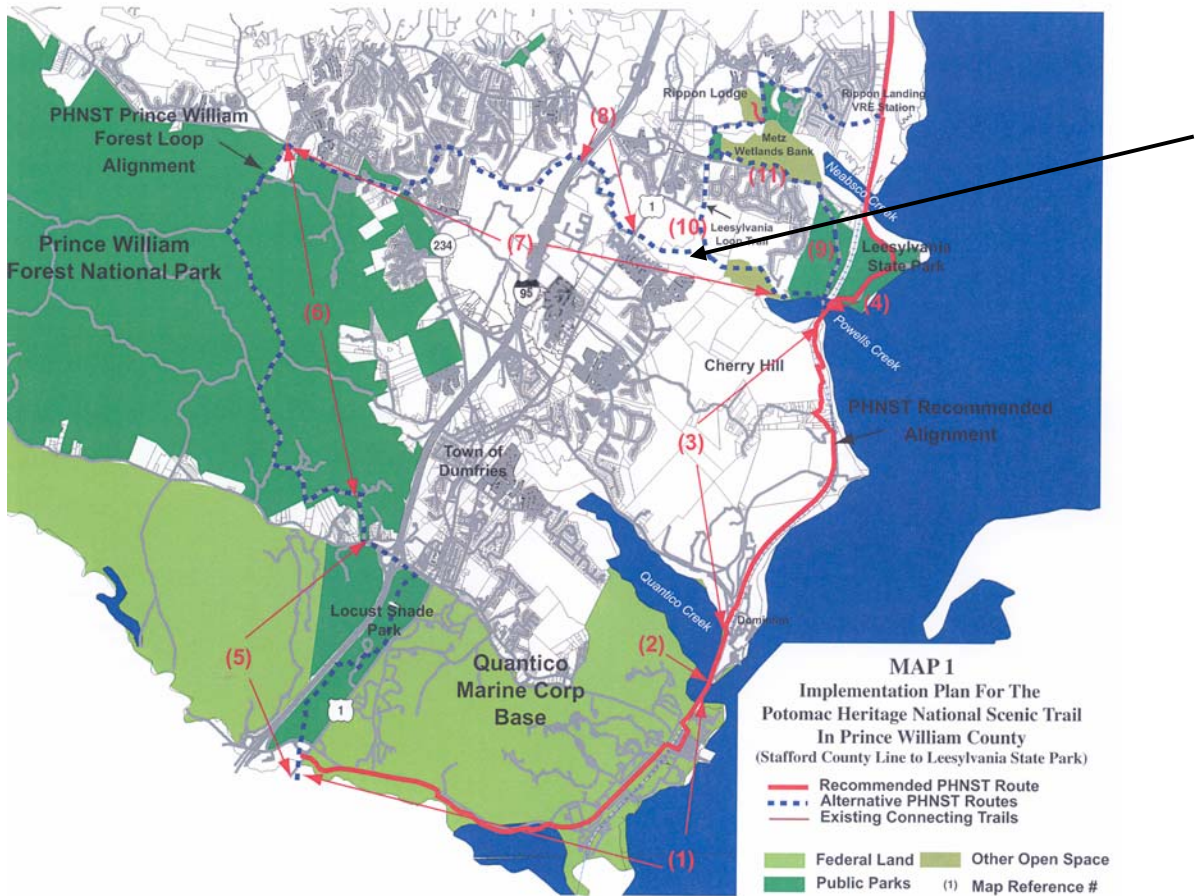 Rippon Lodge
Rippon Landing
VRE Station
PHNST Prince William
Forest Loop
Alignment
(8)
Metz
Wetlands Bank
(11)
Neabsco Creek
1
(10)
Leesylvania
Loop Trail
Prince William
Forest National Park
234
(7)
(9)
Leesylvania
State Park
95
(6)
(4)
Powells Creek
Cherry Hill
PHNST Recommended
Alignment
(3)
Town of
Dumfries
Quantico Creek
Locust Shade
Park
Dominion
(5)
(2)
Quantico
Marine Corp
Base
1
(1)
MAP 1
Implementation Plan For The
Potomac Heritage National Scenic Trail
In Prince William County
(Stafford County Line to Leesylvania State Park)
Recommended PHNST Route
Alternative PHNST Routes
Existing Connecting Trails
Federal Land
Other Open Space
Public Parks
(1) Map Reference #